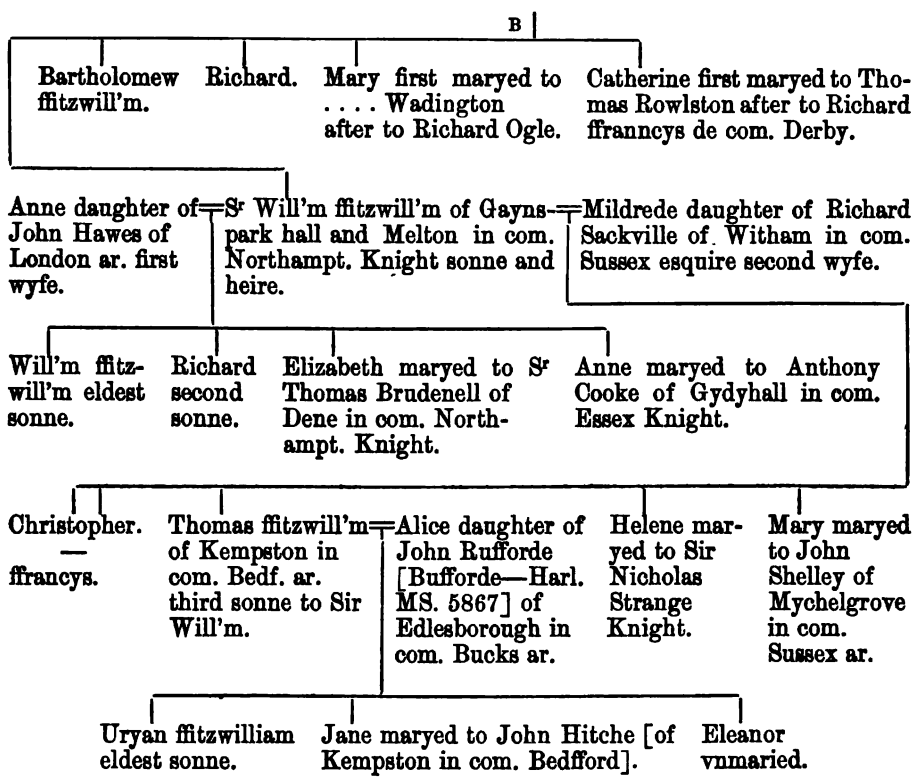 B
Bartholomew
ffitzwill'm.
Richard.
Mary first maryed to
. . . . Wadington
after to Richard Ogle.
Catherine first maryed to Tho-
mas Rowlston after to Richard
ffranncys de com. Derby.
Anne daughter of
John Hawes of
London ar. first
wyfe.
Sr Will'm ffitzwill'm of Gayns-
park hall and Melton in com.
Northampt. Knight sonne and
heire.
Mildrede daughter of Richard
Sackville of Witham in com.
Sussex esquire second wyfe.
Will'm ffitz-
will'm eldest
sonne.
Richard
second
sonne.
Elizabeth maryed to Sr
Thomas Brudenell of
Dene in com. North-
ampt. Knight.
Anne maryed to Anthony
Cooke of Gydyhall in com.
Essex Knight.
Christopher.
—
ffrancys.
Thomas ffitzwill'm
of Kempston in
com. Bedf. ar.
third sonne to Sir
Will'm.
Alice daughter of
John Rufforde
[Bufforde—Harl.
MS. 5867] of
Edlesborough in
com. Bucks ar.
Helene mar-
yed to Sir
Nicholas
Strange
Knight.
Mary maryed
to John
Shelley of
Mychelgrove
in com.
Sussex ar.
Uryan ffitzwilliam
eldest sonne.
Jane maryed to John Hitche [of
Kempston in com. Bedfford].
Eleanor
vnmaried.